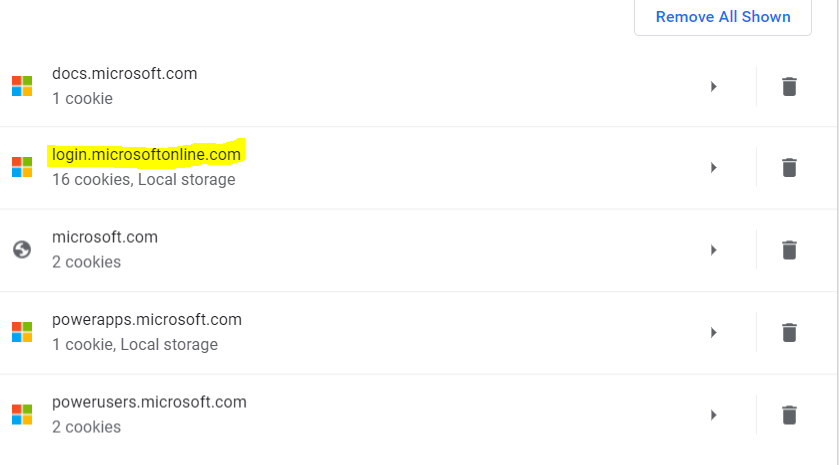 Remove All Shown
docs.microsoft.com
1 cookie
login.microsoftonline.com
16 cookies, Local storage
microsoft.com
2 cookies
powerapps.microsoft.com
1 cookie, Local storage
powerusers.microsoft.com
2 cookies